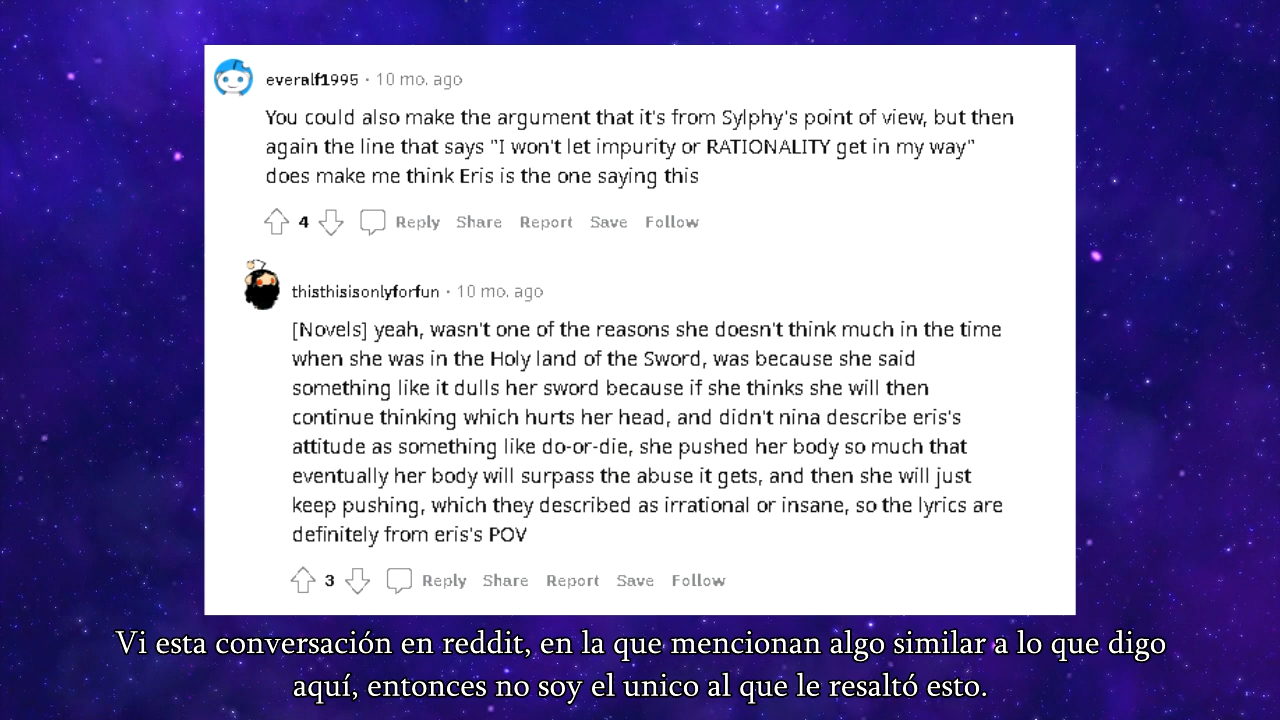 everalf1995 · 10 mo. ago
You could also make the argument that it's from Sylphy's point of view, but then
again the line that says "I won't let impurity or RATIONALITY get in my way"
does make me think Eris is the one saying this
4 Reply Share Report Save Follow
thisthisisonlyforfun · 10 mo. ago
[Novels] yeah, wasn't one of the reasons she doesn't think much in the time
when she was in the Holy land of the Sword, was because she said
something like it dulls her sword because if she thinks she will then
continue thinking which hurts her head, and didn't nina describe eris's
attitude as something like do-or-die, she pushed her body so much that
eventually her body will surpass the abuse it gets, and then she will just
keep pushing, which they described as irrational or insane, so the lyrics are
definitely from eris's POV
3 Reply Share Report Save Follow
Vi esta conversación en reddit, en la que mencionan algo similar a lo que digo
aquí, entonces no soy el unico al que le resaltó esto.